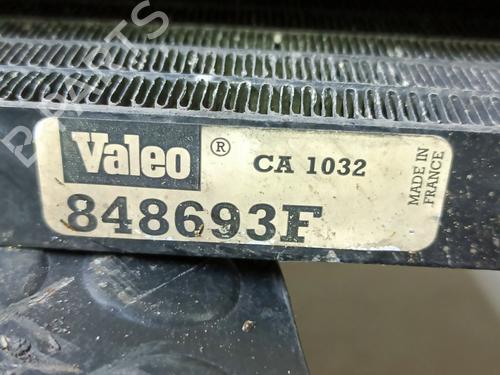 Valeo ® CA 1032
848693F
MADE IN
FRANCE